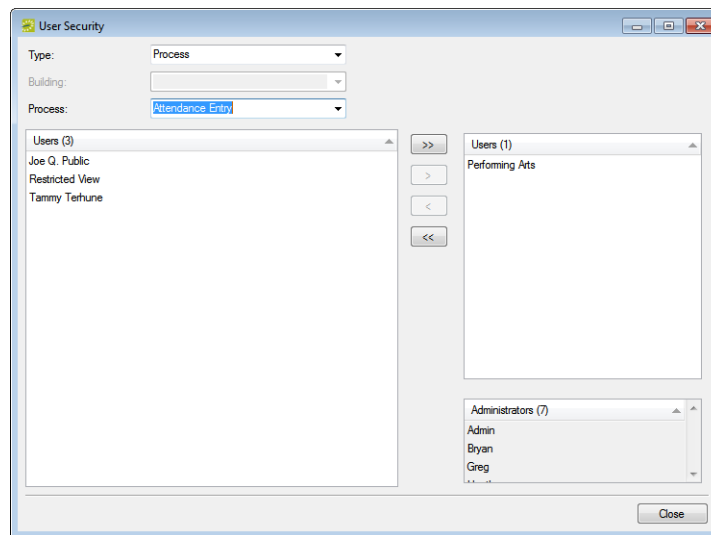 User Security
Type: Process
Building:
Process: Attendance Entry
Users (3)
Joe Q. Public
Restricted View
Tammy Terhune
>>
>
<
<<
Users (1)
Performing Arts
Administrators (7)
Admin
Bryan
Greg
Close